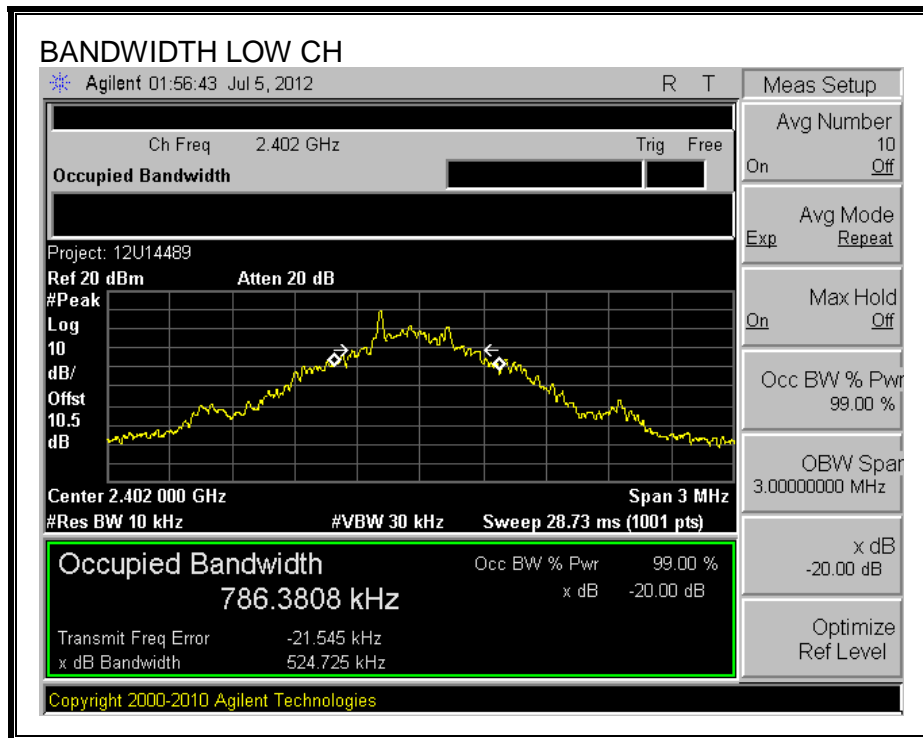 BANDWIDTH LOW CH
Agilent 01:56:43 Jul 5, 2012 R T
Ch Freq 2.402 GHz Trig Free
Occupied Bandwidth
Project: 12U14489
Ref 20 dBm Atten 20 dB
#Peak
Log
10
dB/
Offst
10.5
dB
Center 2.402 000 GHz Span 3 MHz
#Res BW 10 kHz #VBW 30 kHz Sweep 28.73 ms (1001 pts)
Occupied Bandwidth Occ BW % Pwr 99.00 %
786.3808 kHz x dB -20.00 dB
Transmit Freq Error -21.545 kHz
x dB Bandwidth 524.725 kHz
Copyright 2000-2010 Agilent Technologies
Meas Setup
Avg Number
10
On Off
Avg Mode
Exp Repeat
Max Hold
On Off
Occ BW % Pwr
99.00 %
OBW Spar
3.00000000 MHz
x dB
-20.00 dB
Optimize
Ref Level